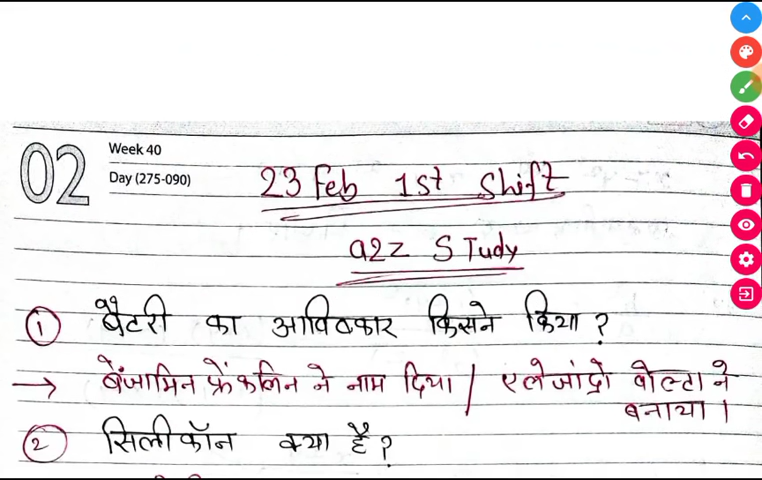 02
Week 40
Day (275-090)
23 Feb 1st Shift
a2z STudy
① बैटरी का आविष्कार किसने किया?
→ बेंजामिन फ्रेंकलिन ने नाम दिया / एलेजांद्रो वोल्टा ने
बनाया।
② सिलीकॉन क्या है?